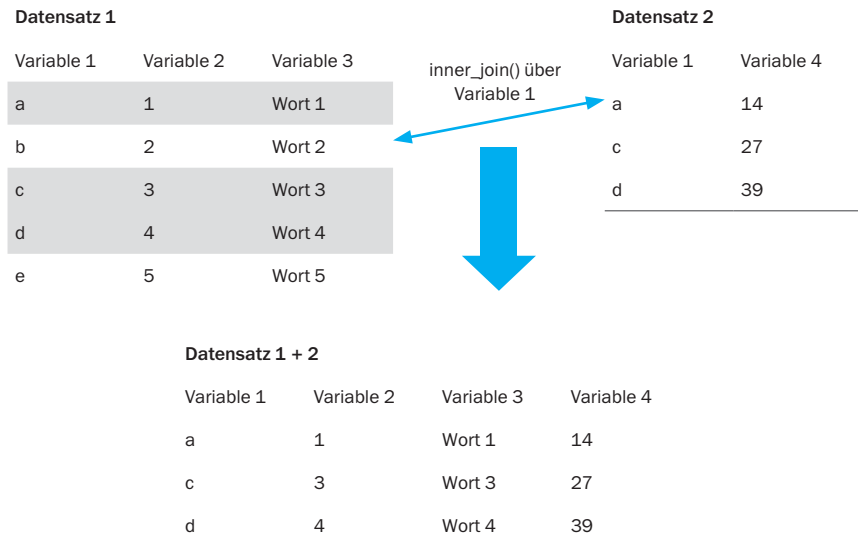 Datensatz 1
Variable 1 Variable 2 Variable 3
a 1 Wort 1
b 2 Wort 2
c 3 Wort 3
d 4 Wort 4
e 5 Wort 5
inner_join() über
Variable 1
Datensatz 2
Variable 1 Variable 4
a 14
c 27
d 39
Datensatz 1 + 2
Variable 1 Variable 2 Variable 3 Variable 4
a 1 Wort 1 14
c 3 Wort 3 27
d 4 Wort 4 39